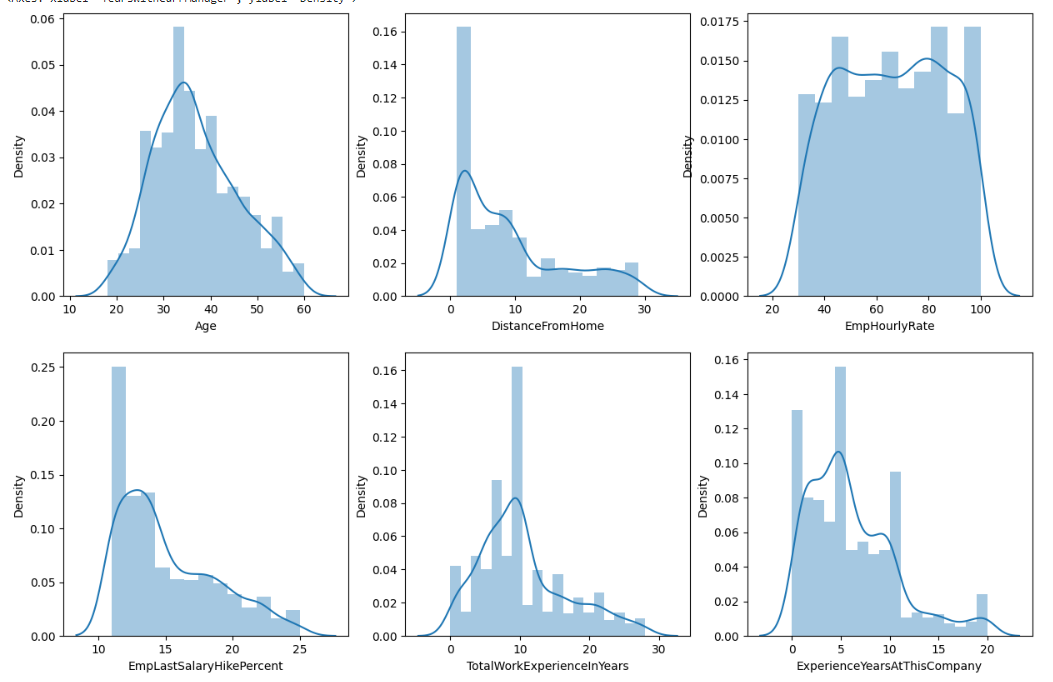 0.06
0.05
0.04
0.03
0.02
0.01
0.00
Density
10 20 30 40 50 60
Age
0.16
0.14
0.12
0.10
0.08
0.06
0.04
0.02
0.00
Density
0 10 20 30
DistanceFromHome
0.0175
0.0150
0.0125
0.0100
0.0075
0.0050
0.0025
0.0000
Density
20 40 60 80 100
EmpHourlyRate
0.25
0.20
0.15
0.10
0.05
0.00
Density
10 15 20 25
EmpLastSalaryHikePercent
0.16
0.14
0.12
0.10
0.08
0.06
0.04
0.02
0.00
Density
0 10 20 30
TotalWorkExperienceInYears
0.16
0.14
0.12
0.10
0.08
0.06
0.04
0.02
0.00
Density
0 5 10 15 20
ExperienceYearsAtThisCompany